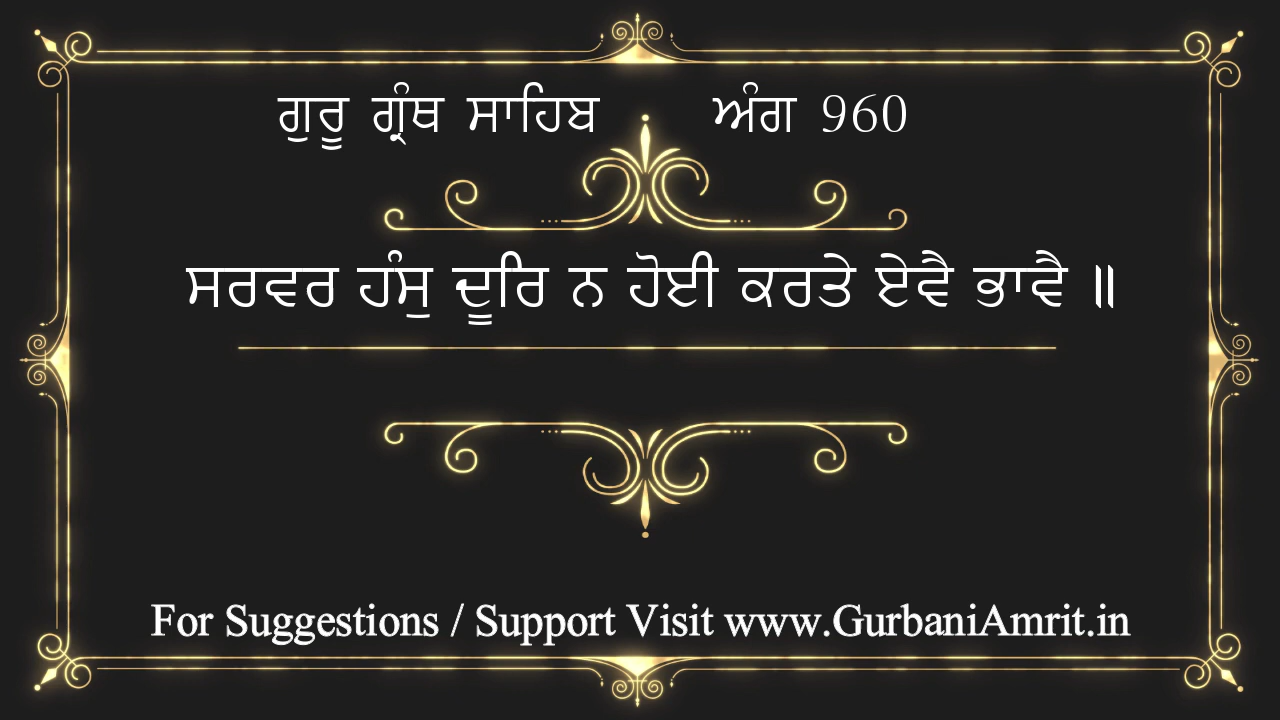 ਗੁਰੂ ਗ੍ਰੰਥ ਸਾਹਿਬ ਅੰਗ 960
ਸਰਵਰ ਹੰਸੁ ਦੂਰਿ ਨ ਹੋਈ ਕਰਤੇ ਏਵੈ ਭਾਵੈ ॥
For Suggestions / Support Visit www.GurbaniAmrit.in